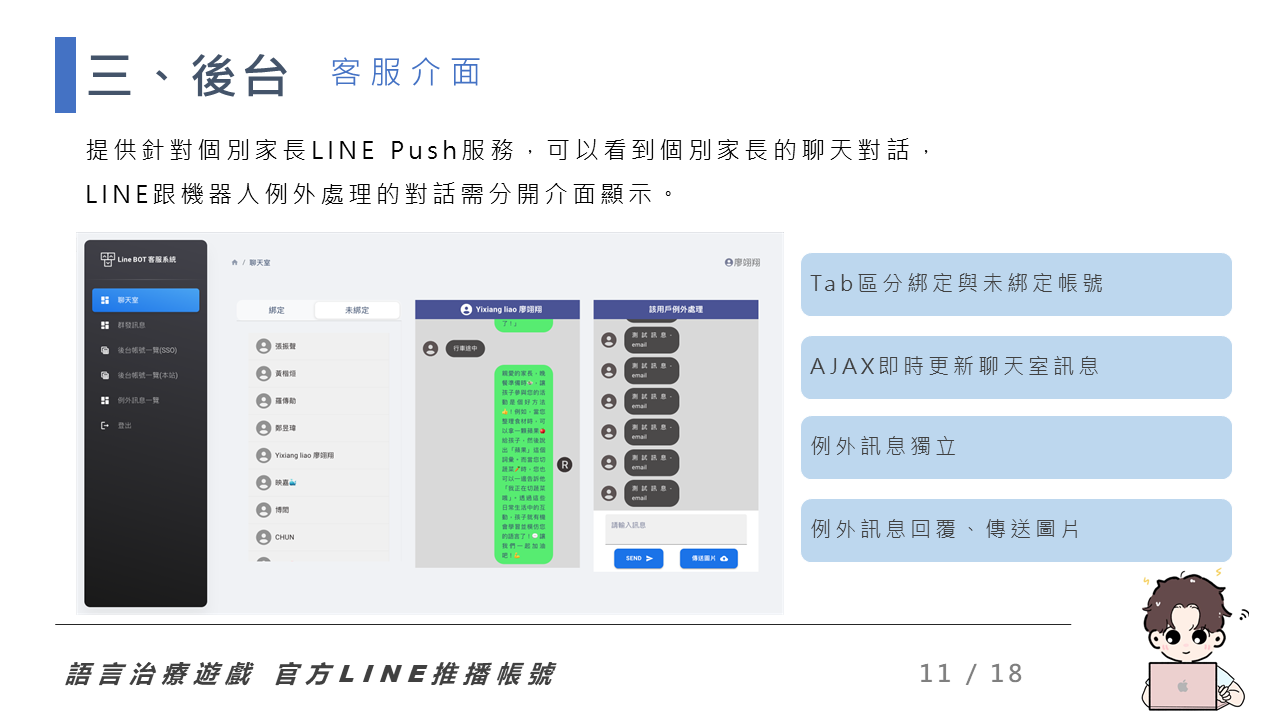 三、後台
客服介面
提供針對個別家長LINE Push服務，可以看到個別家長的聊天對話，
LINE跟機器人例外處理的對話需分開介面顯示。
Line BOT 客服系統
聊天室
群發訊息
後台帳號一覽(SSO)
後台帳號一覽(本站)
例外訊息一覽
登出
/ 聊天室
廖翊翔
綁定
未綁定
張振聲
黃楷烜
羅傳勛
鄭昱瑋
Yixiang liao 廖翊翔
映嘉
博閎
CHUN
Yixiang liao 廖翊翔
了！」
行車途中
親愛的家長，晚
餐準備時，讓
孩子參與您的活
動是個好方法
！例如，當您
整理食材時，可
以拿一顆蘋果
給孩子，然後說
出「蘋果」這個
詞彙。而當您切
蔬菜時，您也
可以一邊告訴他
「我正在切蔬菜
哦」。透過這些
日常生活中的互
動，孩子就有機
會學習並模仿您
的語言了！讓
我們一起加油
吧！
R
該用戶例外處理
測試訊息-
email
測試訊息-
email
測試訊息-
email
測試訊息-
email
測試訊息-
email
測試訊息-
email
請輸入訊息
SEND
傳送圖片
Tab區分綁定與未綁定帳號
AJAX即時更新聊天室訊息
例外訊息獨立
例外訊息回覆、傳送圖片
語言治療遊戲 官方LINE推播帳號
11 / 18